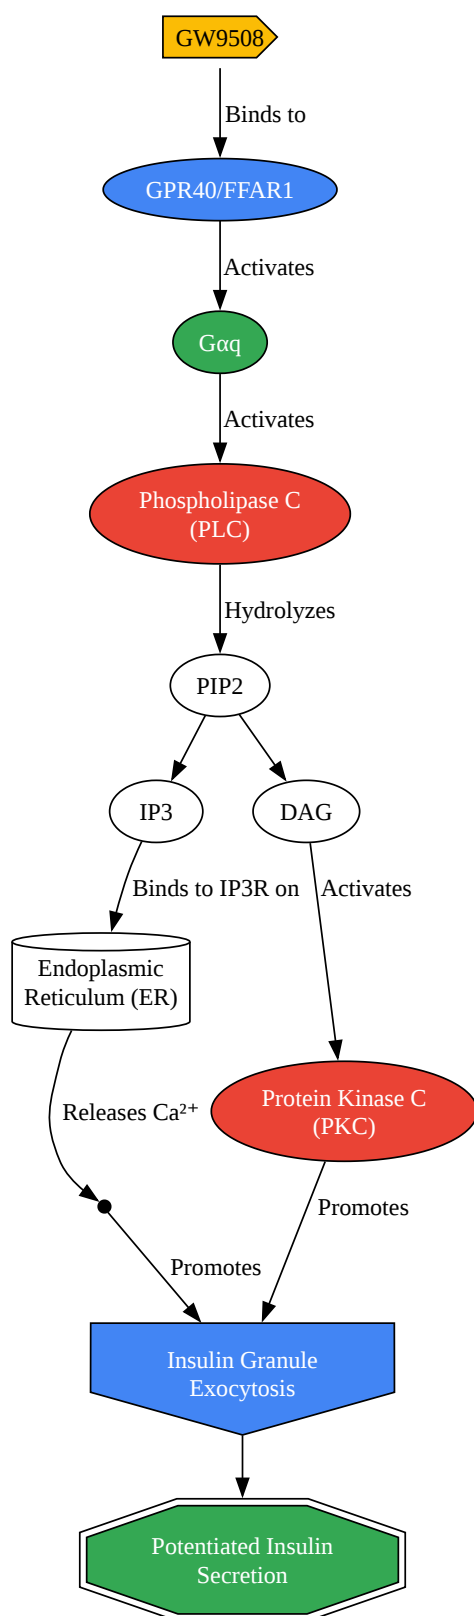 GW9508
Binds to
GPR40/FFAR1
Activates
Gαq
Activates
Phospholipase C
(PLC)
Hydrolyzes
PIP2
IP3
DAG
Binds to IP3R on
Activates
Endoplasmic
Reticulum (ER)
Releases Ca²⁺
Protein Kinase C
(PKC)
Promotes
Promotes
Insulin Granule
Exocytosis
Potentiated Insulin
Secretion